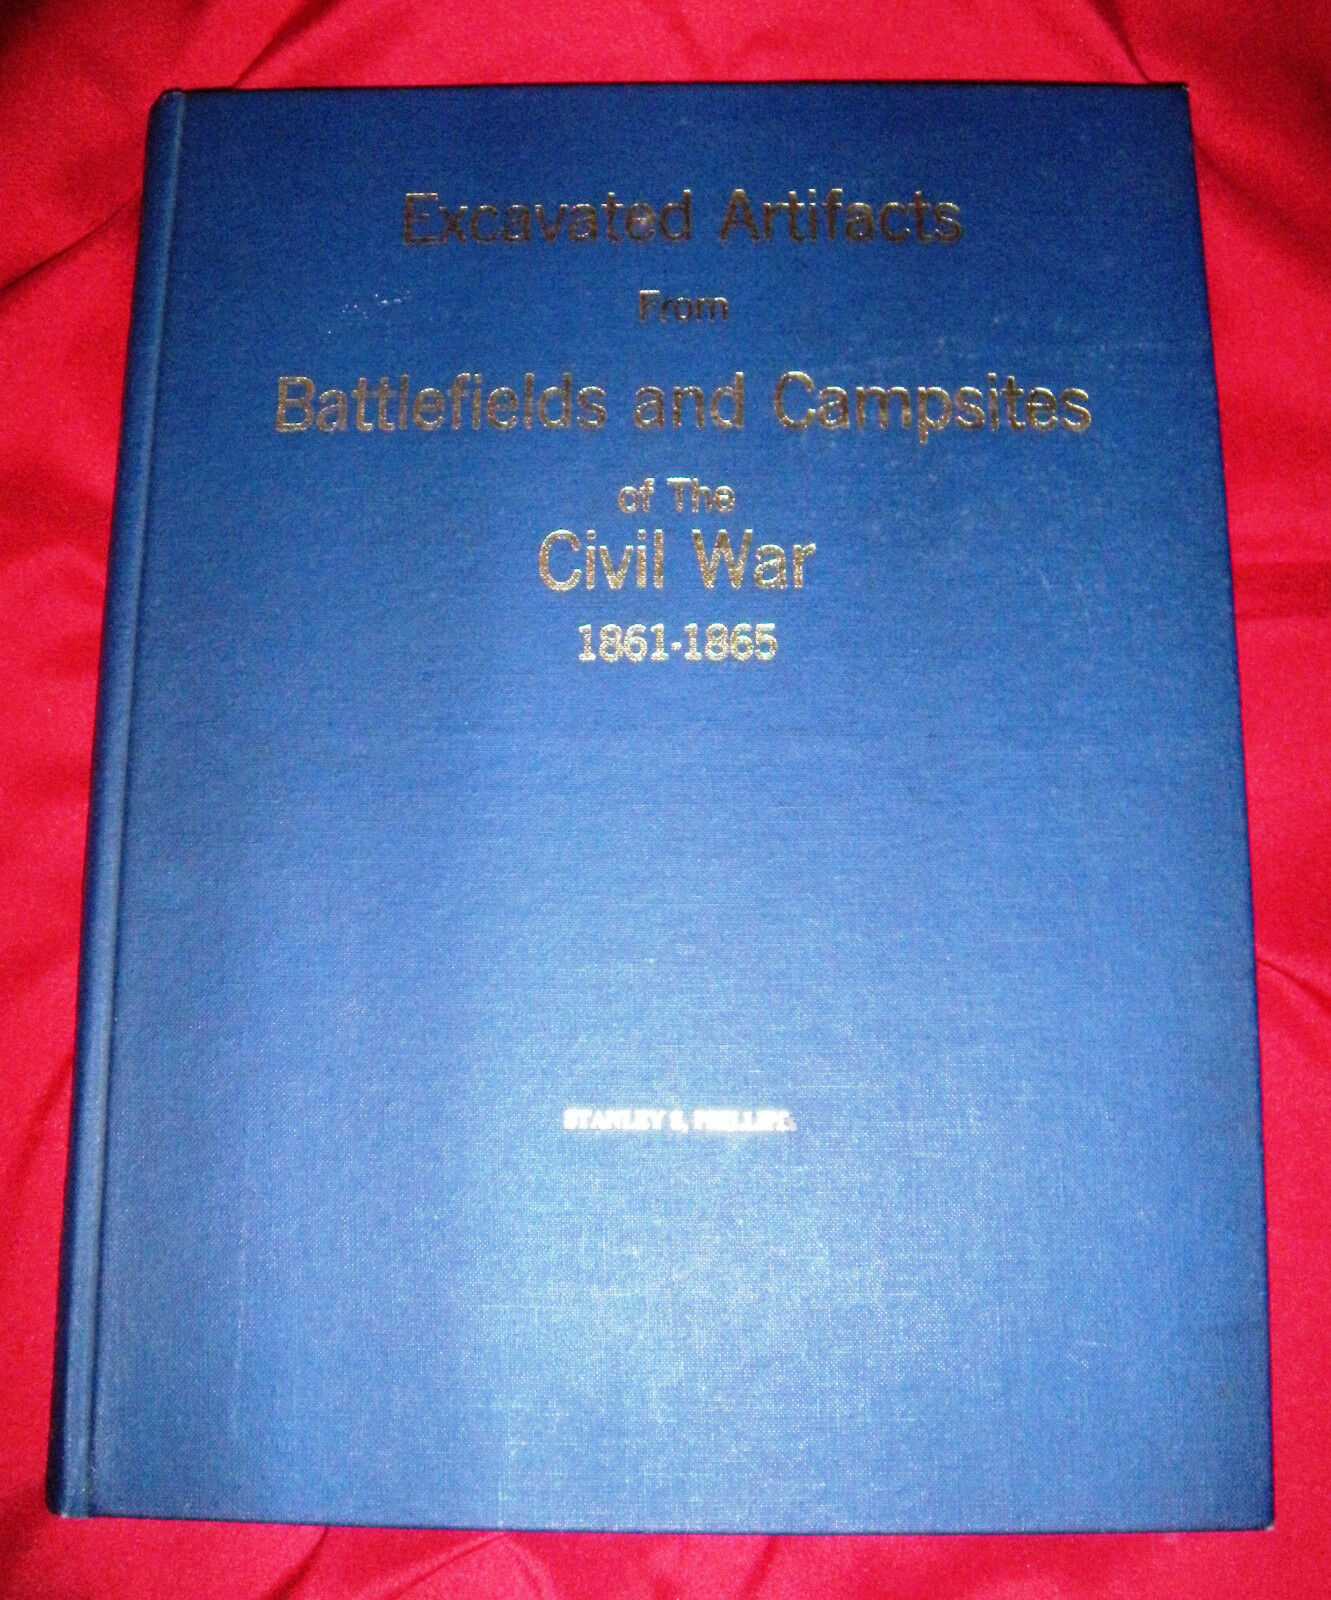 Excavated Artifacts
From
Battlefields and Campsites
of The
Civil War
1861-1865
STANLEY S. PHILLIPS